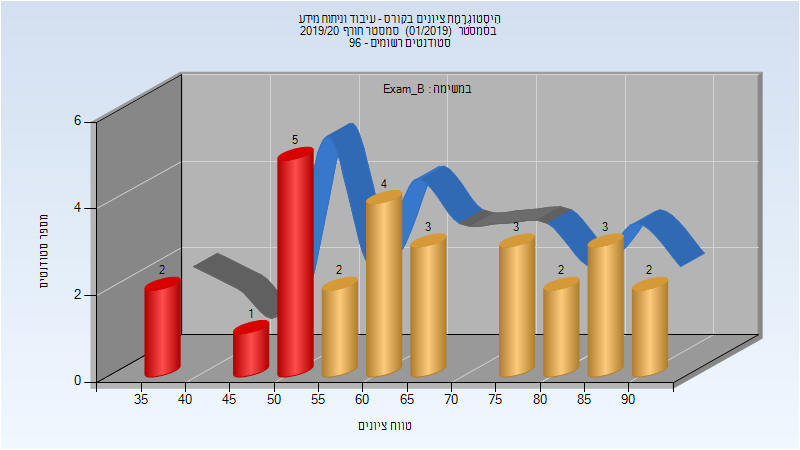 היסטוגרמת ציונים בקורס - עיבוד וניתוח מידע
בסמסטר (01/2019) סמסטר חורף 2019/20
סטודנטים רשומים - 96
במשימה : Exam_B
6
4
2
0
מספר סטודנטים
2
1
5
2
4
3
3
2
3
2
35 40 45 50 55 60 65 70 75 80 85 90
טווח ציונים